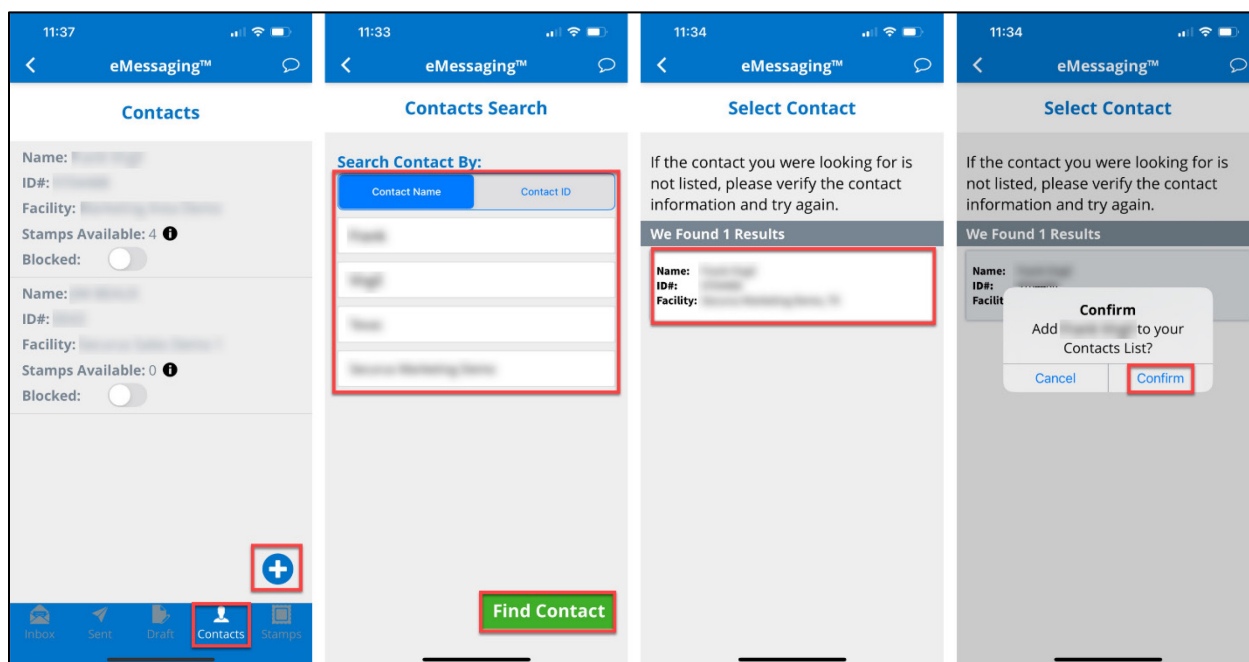 11:37
eMessaging™
Contacts
Name:
ID#:
Facility:
Stamps Available: 4
Blocked:
Name:
ID#:
Facility:
Stamps Available: 0
Blocked:
Inbox Sent Draft Contacts Stamps
11:33
eMessaging™
Contacts Search
Search Contact By:
Contact Name Contact ID
Find Contact
11:34
eMessaging™
Select Contact
If the contact you were looking for is
not listed, please verify the contact
information and try again.
We Found 1 Results
Name:
ID#:
Facility:
11:34
eMessaging™
Select Contact
If the contact you were looking for is
not listed, please verify the contact
information and try again.
We Found 1 Results
Name:
ID#:
Facilit
Confirm
Add to your
Contacts List?
Cancel Confirm